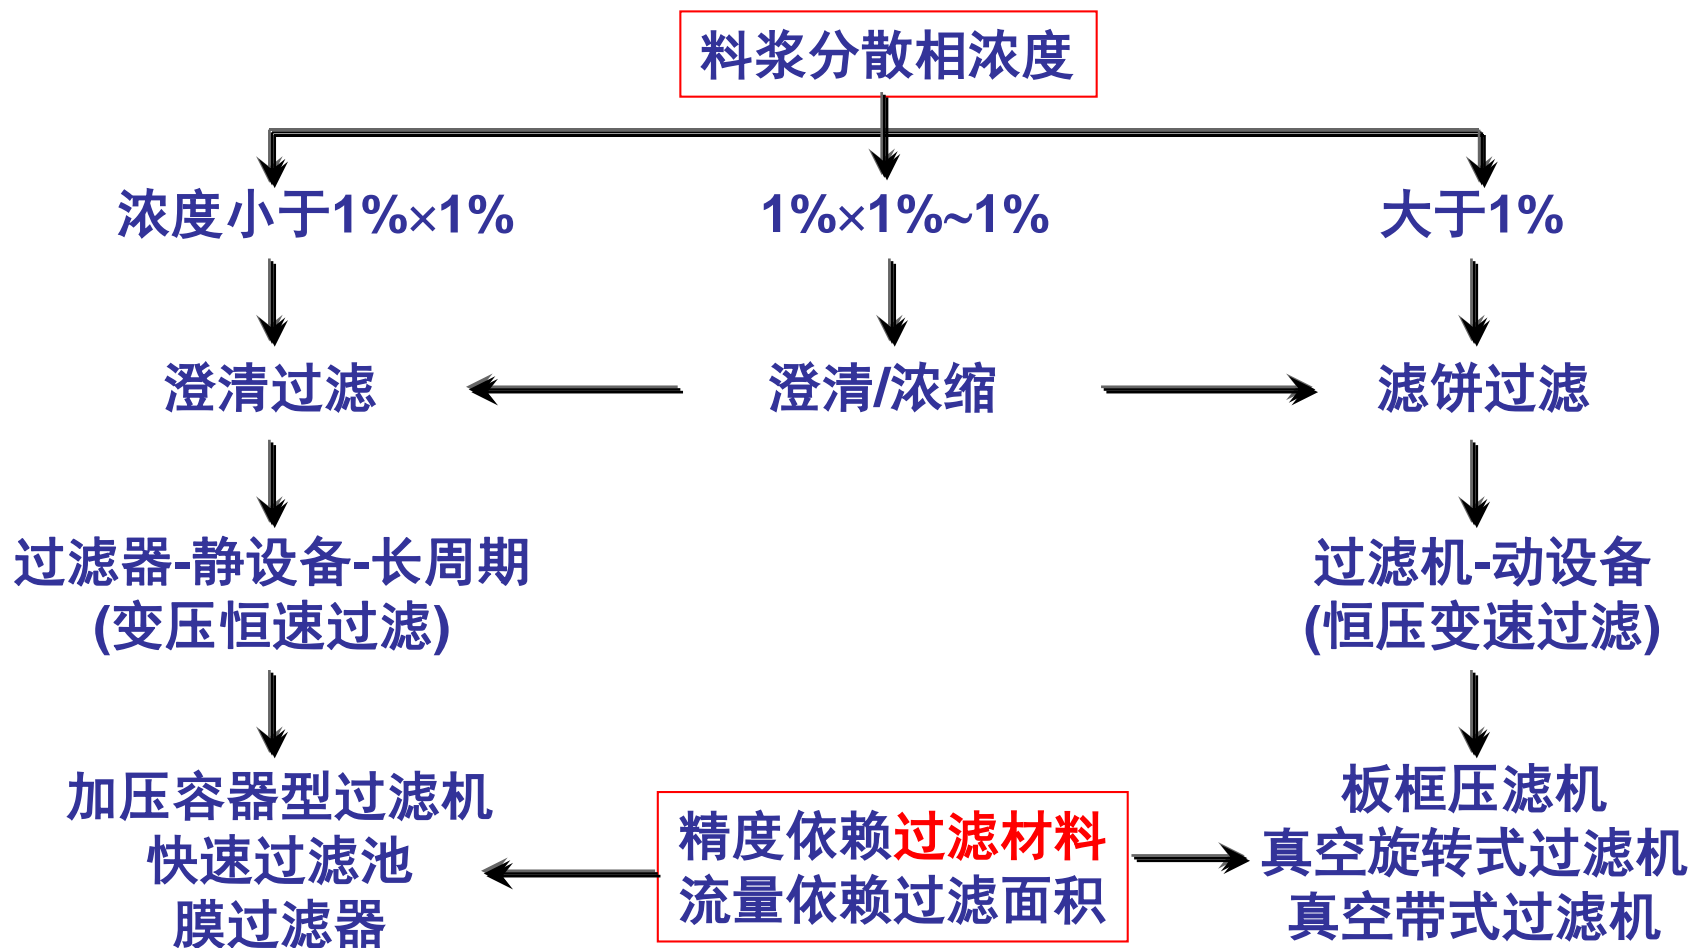 料浆分散相浓度
浓度小于1%×1%
1%×1%~1%
大于1%
澄清过滤
澄清/浓缩
滤饼过滤
过滤器-静设备-长周期
(变压恒速过滤)
过滤机-动设备
(恒压变速过滤)
加压容器型过滤机
快速过滤池
膜过滤器
精度依赖过滤材料
流量依赖过滤面积
板框压滤机
真空旋转式过滤机
真空带式过滤机